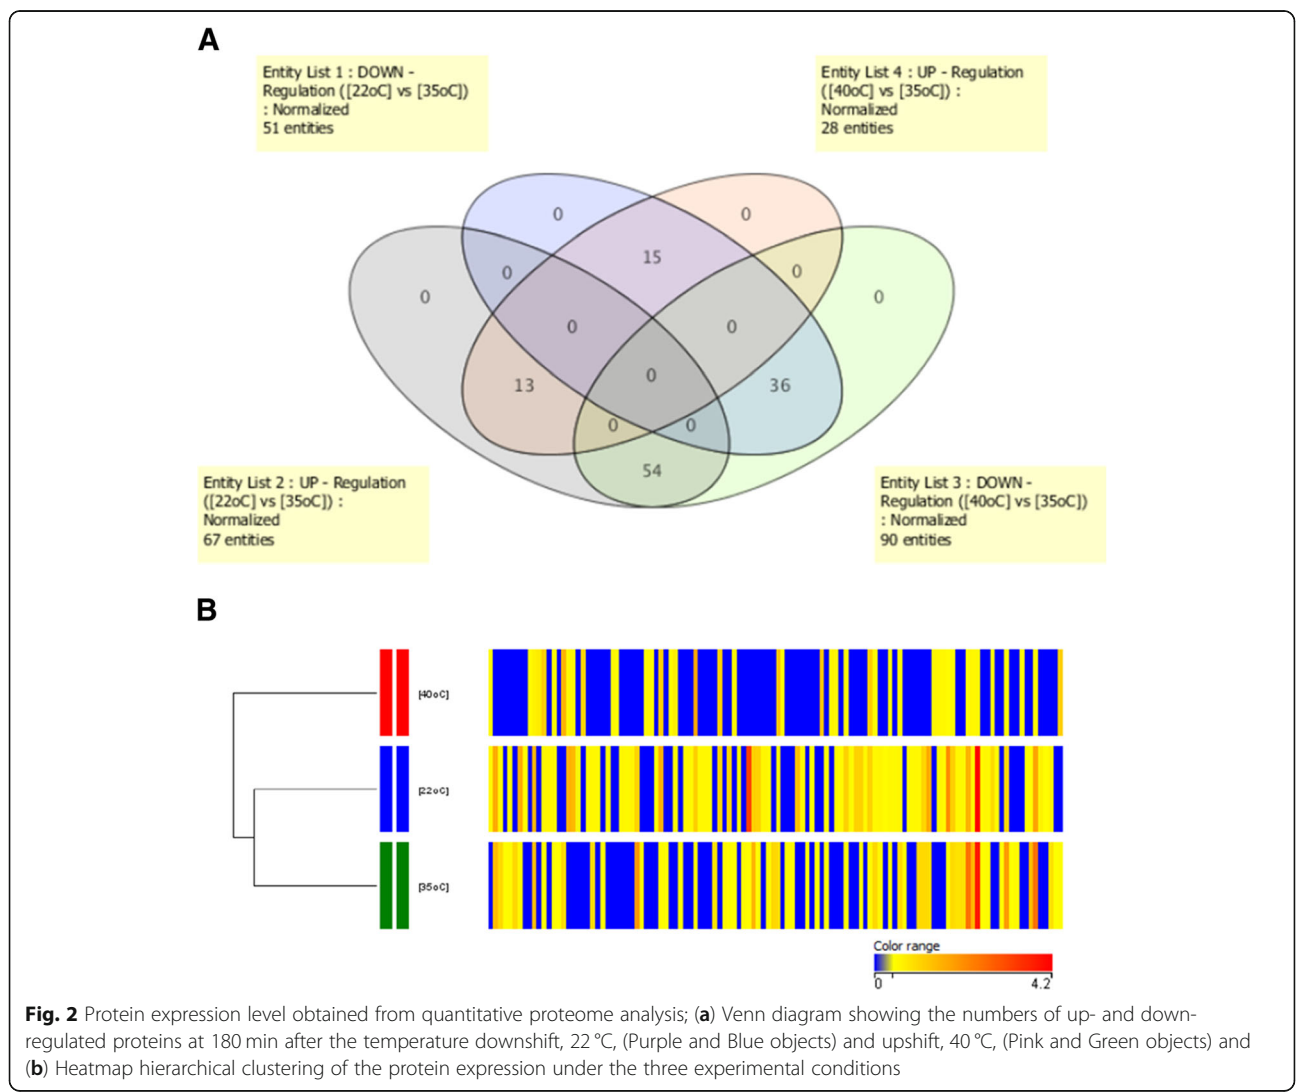 A
Entity List 1 : DOWN -
Regulation ([22oC] vs [35oC])
: Normalized
51 entities
Entity List 4 : UP - Regulation
([40oC] vs [35oC]) :
Normalized
28 entities
0
0
15
0
0
0
0
0
0
13
0
36
0
0
54
Entity List 2 : UP - Regulation
([22oC] vs [35oC]) :
Normalized
67 entities
Entity List 3 : DOWN -
Regulation ([40oC] vs [35oC])
: Normalized
90 entities
B
[40oC]
[22oC]
[35oC]
Color range
0
4.2
Fig. 2 Protein expression level obtained from quantitative proteome analysis; (a) Venn diagram showing the numbers of up- and down-
regulated proteins at 180 min after the temperature downshift, 22 °C, (Purple and Blue objects) and upshift, 40 °C, (Pink and Green objects) and
(b) Heatmap hierarchical clustering of the protein expression under the three experimental conditions